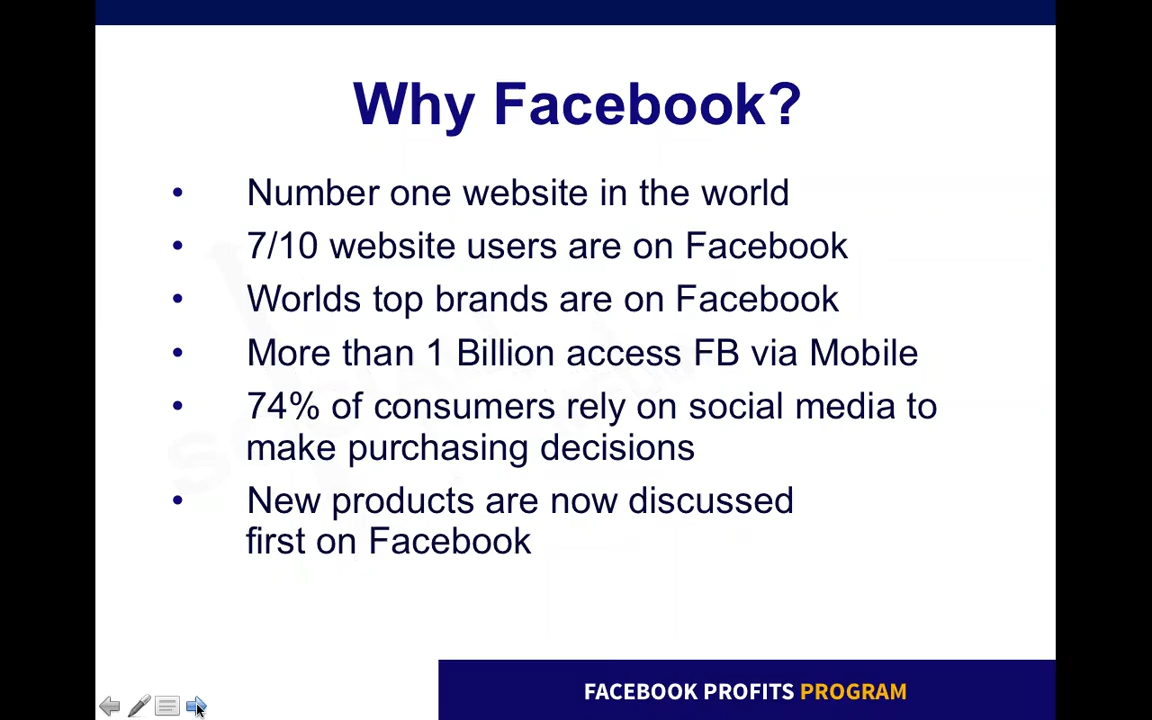 Why Facebook?
• Number one website in the world
• 7/10 website users are on Facebook
• Worlds top brands are on Facebook
• More than 1 Billion access FB via Mobile
• 74% of consumers rely on social media to
make purchasing decisions
• New products are now discussed
first on Facebook
FACEBOOK PROFITS PROGRAM